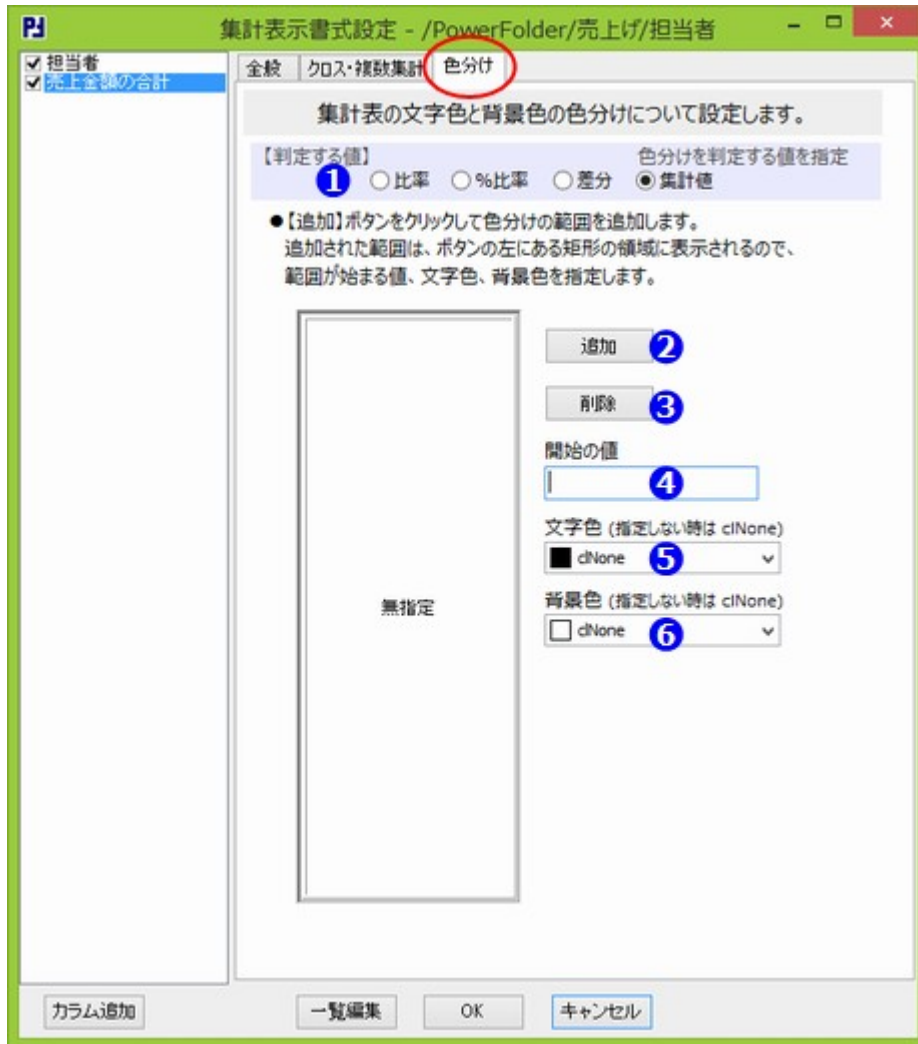 PJ 集計表示書式設定 - /PowerFolder/売上げ/担当者
担当者
売上金額の合計
全般 クロス・複数集計 色分け
集計表の文字色と背景色の色分けについて設定します。
【判定する値】 色分けを判定する値を指定
1 比率 %比率 差分 集計値
●【追加】ボタンをクリックして色分けの範囲を追加します。
追加された範囲は、ボタンの左にある矩形の領域に表示されるので、
範囲が始まる値、文字色、背景色を指定します。
追加 2
削除 3
開始の値
4
文字色 (指定しない時は clNone)
clNone 5
背景色 (指定しない時は clNone)
無指定
clNone 6
カラム追加 一覧編集 OK キャンセル